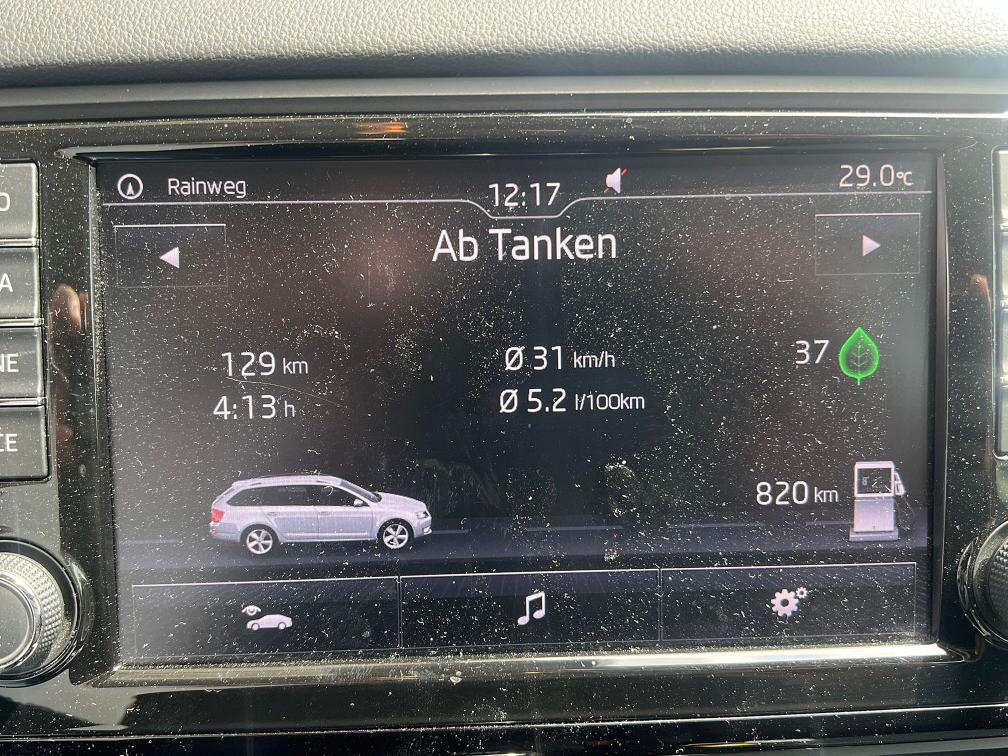 Rainweg
12:17
29.0°C
Ab Tanken
129 km
4:13 h
Ø 31 km/h
Ø 5.2 l/100km
37
820 km